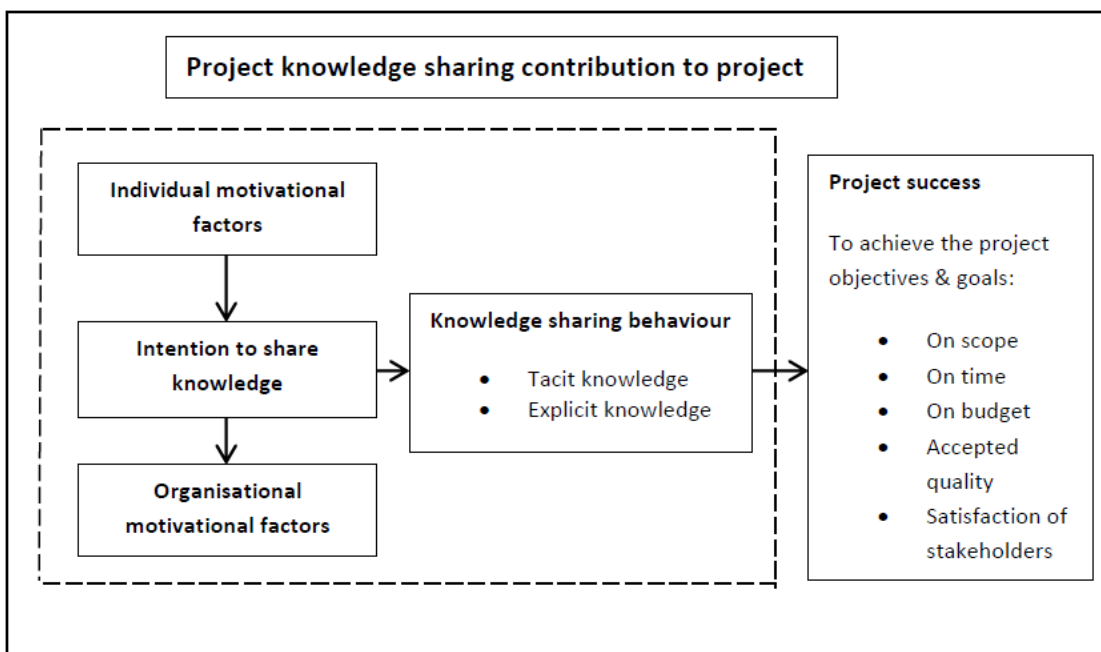 Project knowledge sharing contribution to project
Individual motivational
factors
Intention to share
knowledge
Organisational
motivational factors
Knowledge sharing behaviour
• Tacit knowledge
• Explicit knowledge
Project success
To achieve the project
objectives & goals:
• On scope
• On time
• On budget
• Accepted
quality
• Satisfaction of
stakeholders